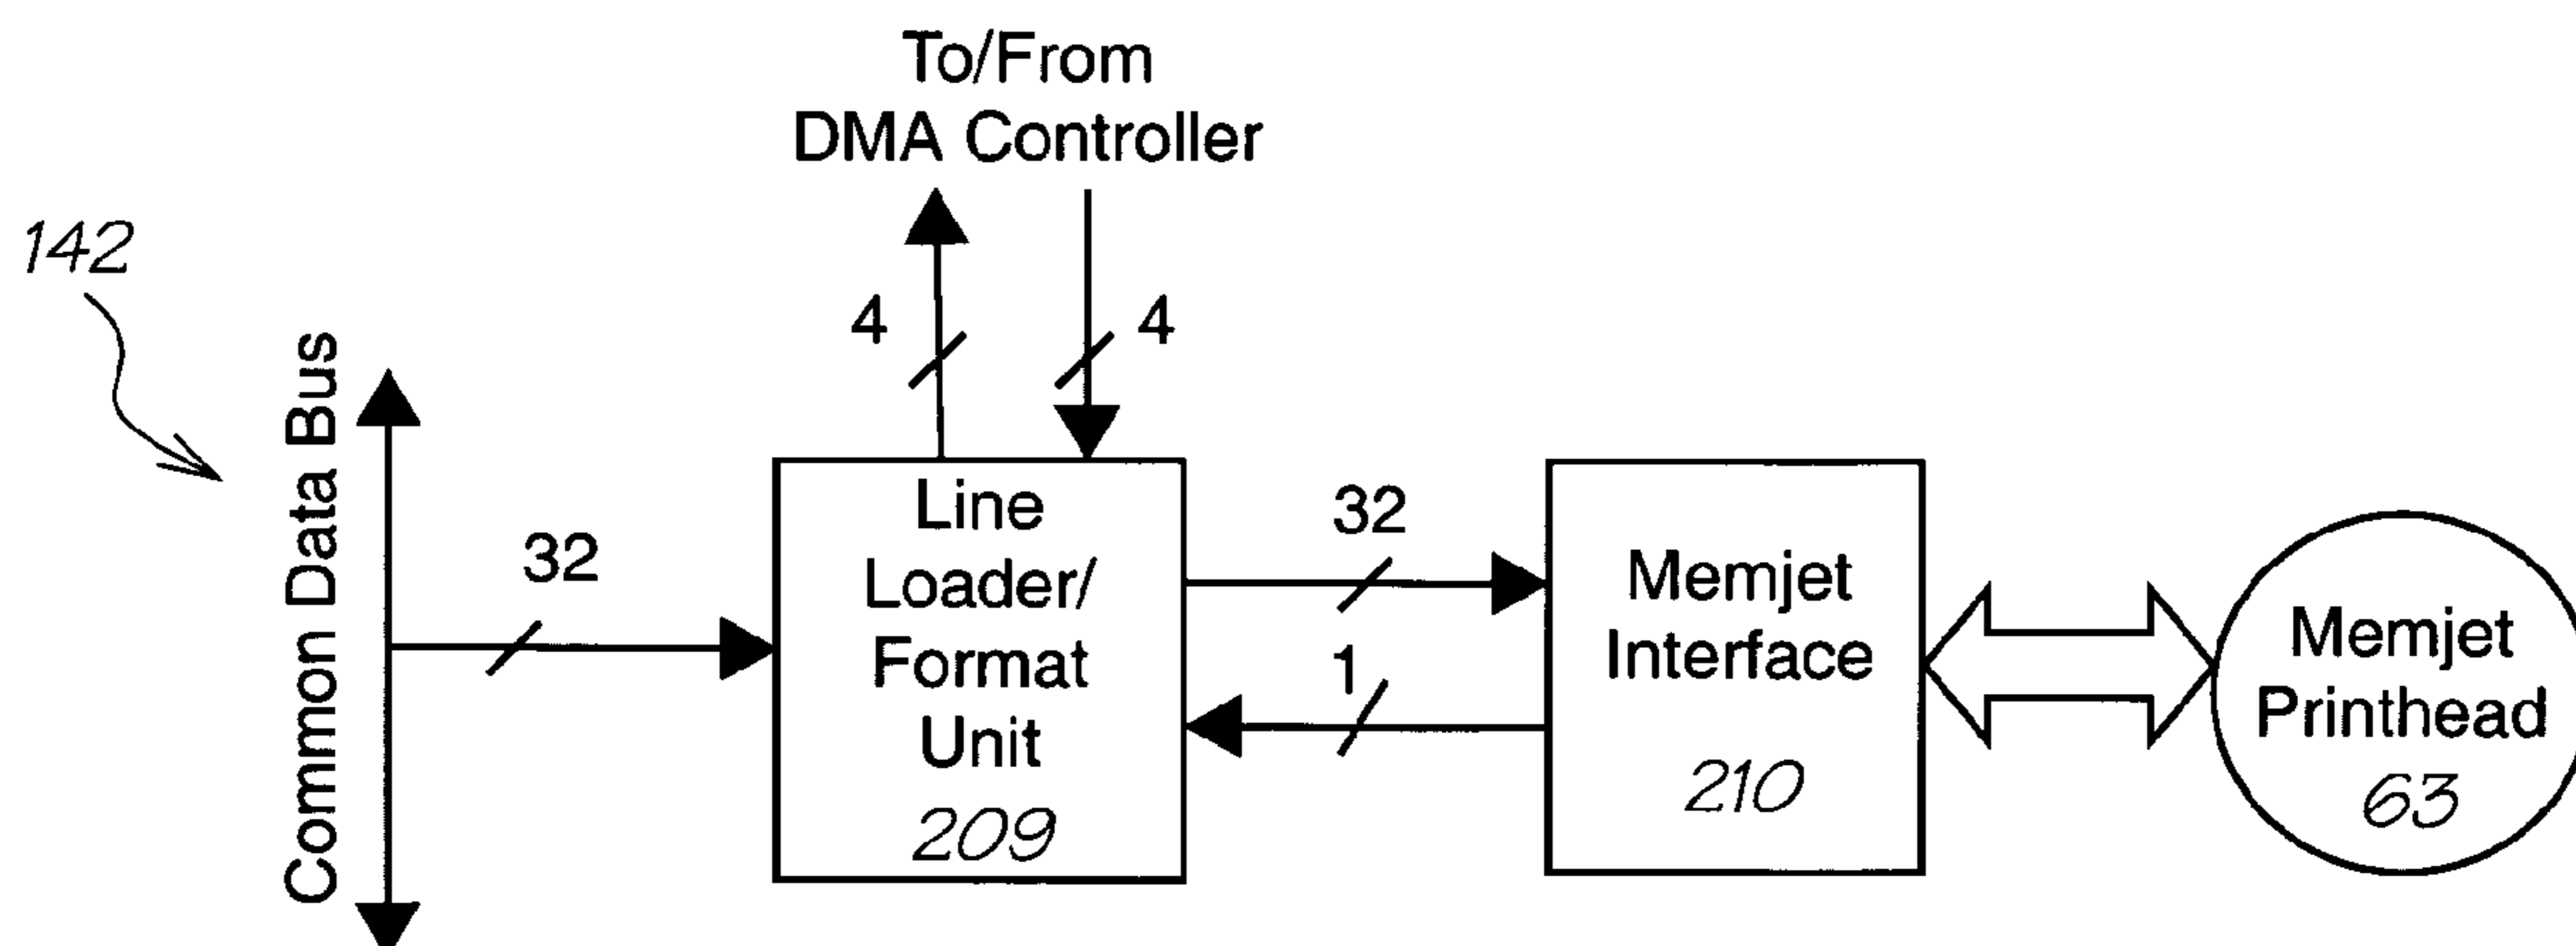 To/From
DMA Controller
142
4
4
Common Data Bus
32
Line
Loader/
Format
Unit
209
32
1
Memjet
Interface
210
Memjet
Printhead
63